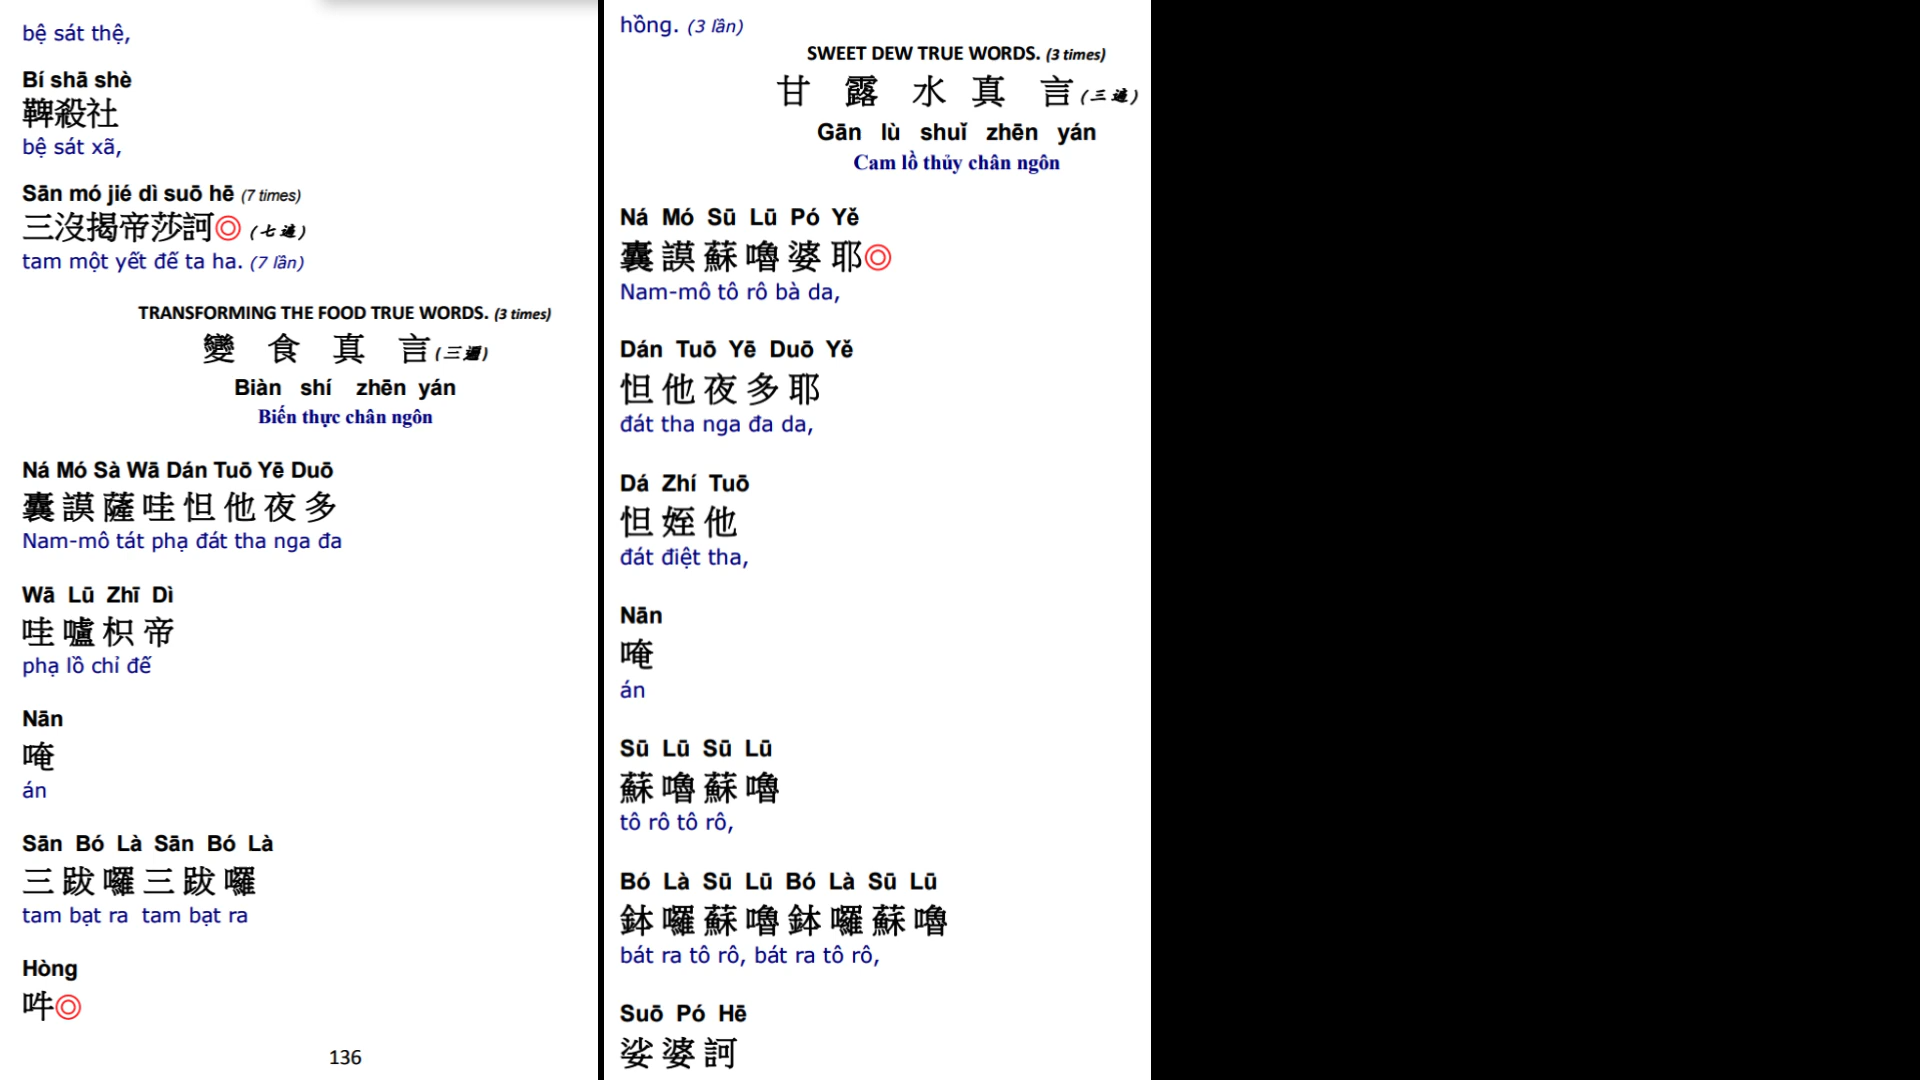 bệ sát thệ,
Bí shā shè
鞞殺社
bệ sát xã,
Sān mó jié dì suō hē (7 times)
三沒揭帝莎訶◎ (七遍)
tam một yết đế ta ha. (7 lần)
TRANSFORMING THE FOOD TRUE WORDS. (3 times)
變 食 真 言 (三遍)
Biàn shí zhēn yán
Biến thực chân ngôn
Ná Mó Sà Wā Dán Tuō Yē Duō
囊謨薩哇怛他夜多
Nam-mô tát phạ đát tha nga đa
Wā Lū Zhī Dì
哇嚧枳帝
phạ lồ chỉ đế
Nān
唵
án
Sān Bó Là Sān Bó Là
三跋囉三跋囉
tam bạt ra tam bạt ra
Hòng
吽◎
136
hồng. (3 lần)
SWEET DEW TRUE WORDS. (3 times)
甘 露 水 真 言 (三遍)
Gān lù shuǐ zhēn yán
Cam lồ thủy chân ngôn
Ná Mó Sū Lū Pó Yě
囊謨蘇嚕婆耶◎
Nam-mô tô rô bà da,
Dán Tuō Yē Duō Yě
怛他夜多耶
đát tha nga đa da,
Dá Zhí Tuō
怛姪他
đát điệt tha,
Nān
唵
án
Sū Lū Sū Lū
蘇嚕蘇嚕
tô rô tô rô,
Bó Là Sū Lū Bó Là Sū Lū
鉢囉蘇嚕鉢囉蘇嚕
bát ra tô rô, bát ra tô rô,
Suō Pó Hē
娑婆訶